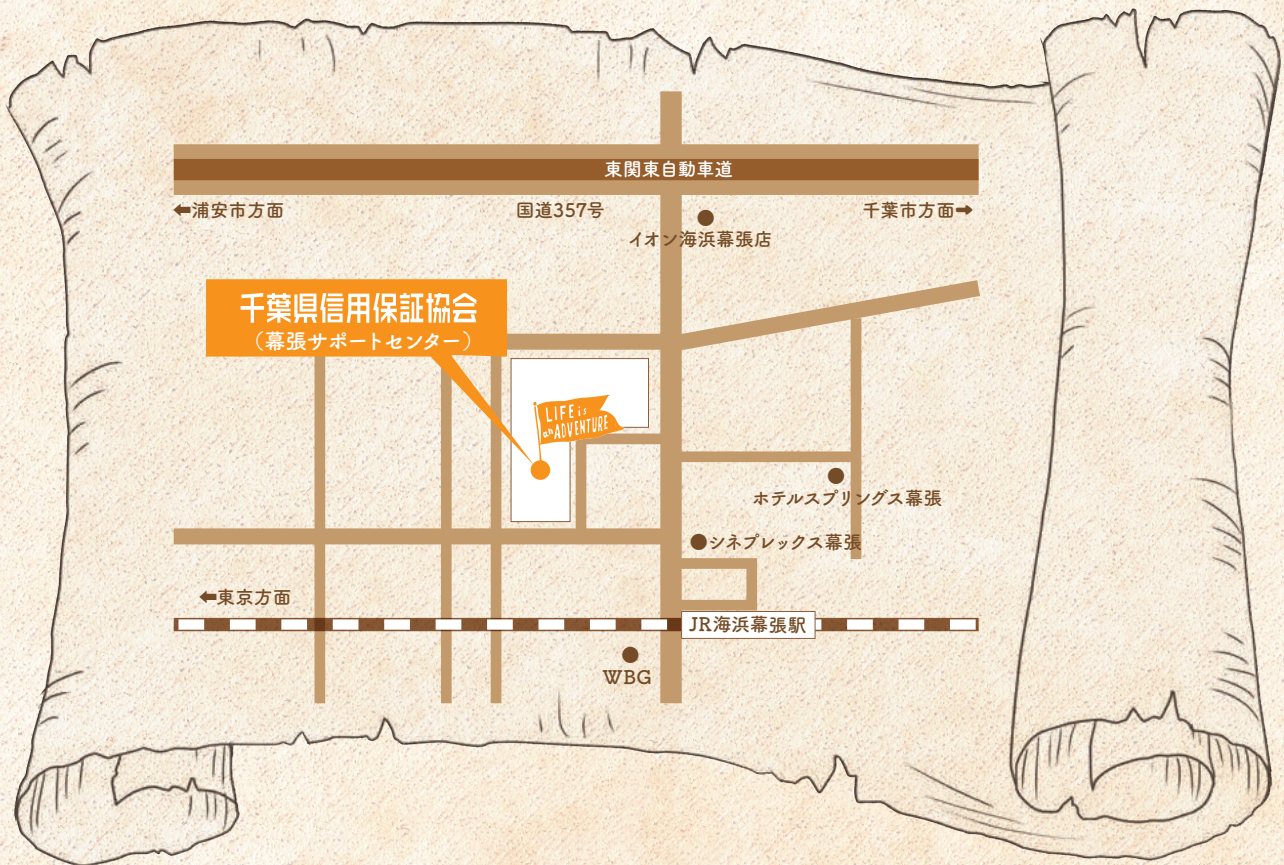 東関東自動車道
←浦安市方面
国道357号
千葉市方面→
イオン海浜幕張店
千葉県信用保証協会
（幕張サポートセンター）
LIFE is
an ADVENTURE
ホテルスプリングス幕張
シネプレックス幕張
←東京方面
JR海浜幕張駅
WBG